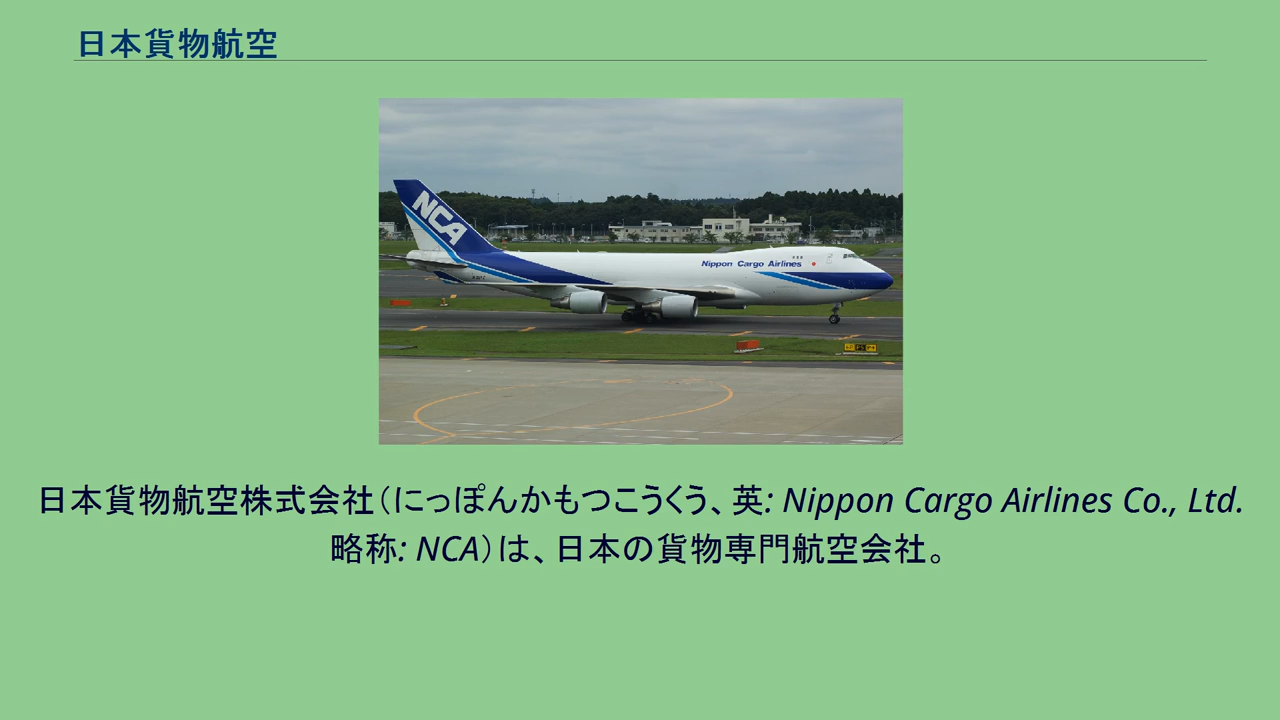 日本貨物航空
NCA
Nippon Cargo Airlines
日本貨物航空株式会社(にっぽんかもつこうくう、英: Nippon Cargo Airlines Co., Ltd.
略称: NCA)は、日本の貨物専門航空会社。